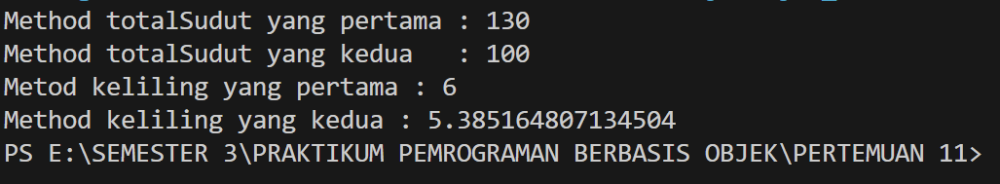 Method totalSudut yang pertama : 130
Method totalSudut yang kedua   : 100
Metod keliling yang pertama : 6
Method keliling yang kedua : 5.385164807134504
PS E:\SEMESTER 3\PRAKTIKUM PEMROGRAMAN BERBASIS OBJEK\PERTEMUAN 11>